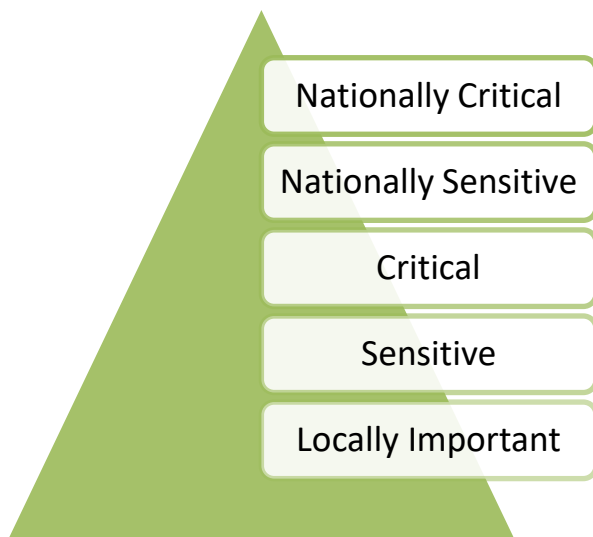 Nationally Critical
Nationally Sensitive
Critical
Sensitive
Locally Important